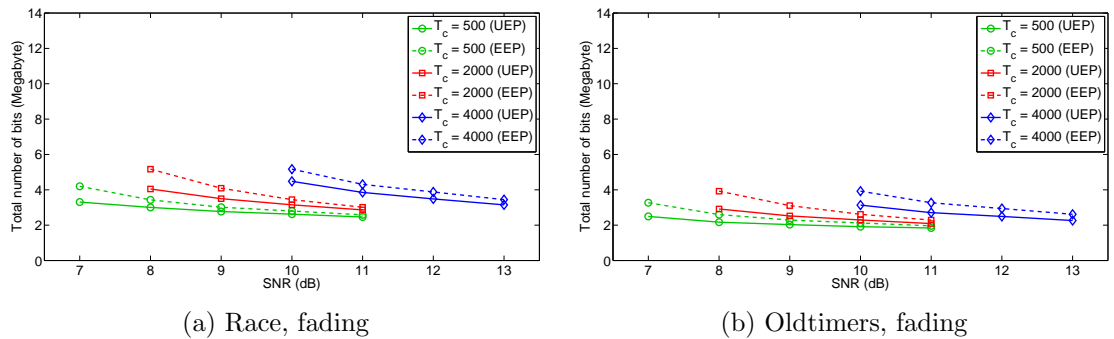 14
12
10
8
6
4
2
0
Total number of bits (Megabyte)
7 8 9 10 11 12 13
SNR (dB)
T_c = 500 (UEP)
T_c = 500 (EEP)
T_c = 2000 (UEP)
T_c = 2000 (EEP)
T_c = 4000 (UEP)
T_c = 4000 (EEP)
(a) Race, fading
14
12
10
8
6
4
2
0
Total number of bits (Megabyte)
7 8 9 10 11 12 13
SNR (dB)
T_c = 500 (UEP)
T_c = 500 (EEP)
T_c = 2000 (UEP)
T_c = 2000 (EEP)
T_c = 4000 (UEP)
T_c = 4000 (EEP)
(b) Oldtimers, fading